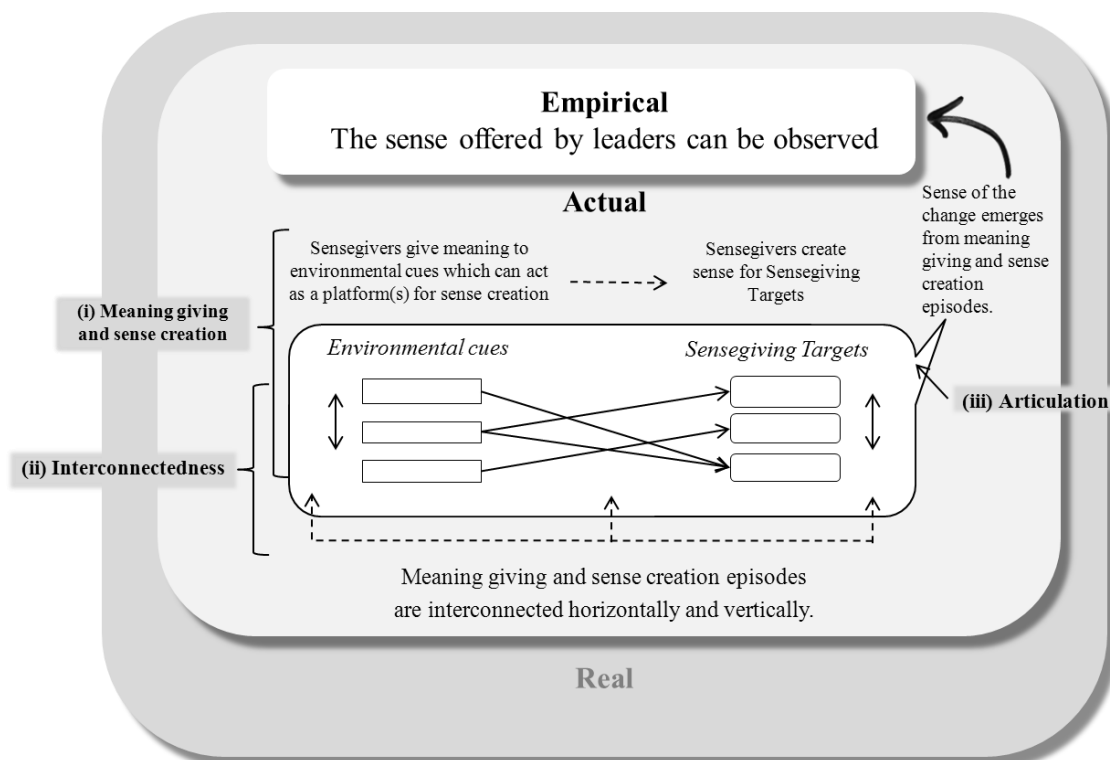 Empirical
The sense offered by leaders can be observed
Actual
Sense of the
change emerges
from meaning
giving and sense
creation
episodes.
Sensegivers give meaning to
environmental cues which can act
as a platform(s) for sense creation
Sensegivers create
sense for Sensegiving
Targets
(i) Meaning giving
and sense creation
Environmental cues
Sensegiving Targets
(iii) Articulation
(ii) Interconnectedness
Meaning giving and sense creation episodes
are interconnected horizontally and vertically.
Real